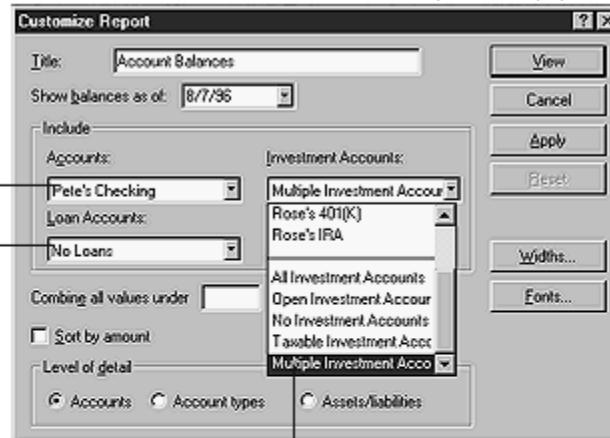 Customize Report
Title: Account Balances
View
Show balances as of: 8/7/96
Cancel
Include
Apply
Accounts:
Investment Accounts:
Reset
Pete's Checking
Multiple Investment Accour
Loan Accounts:
Rose's 401(K)
Rose's IRA
No Loans
Widths...
All Investment Accounts
Combine all values under
Open Investment Accour
Fonts...
No Investment Accounts
Sort by amount
Taxable Investment Acco
Level of detail
Multiple Investment Acco
Accounts
Account types
Assets/liabilities